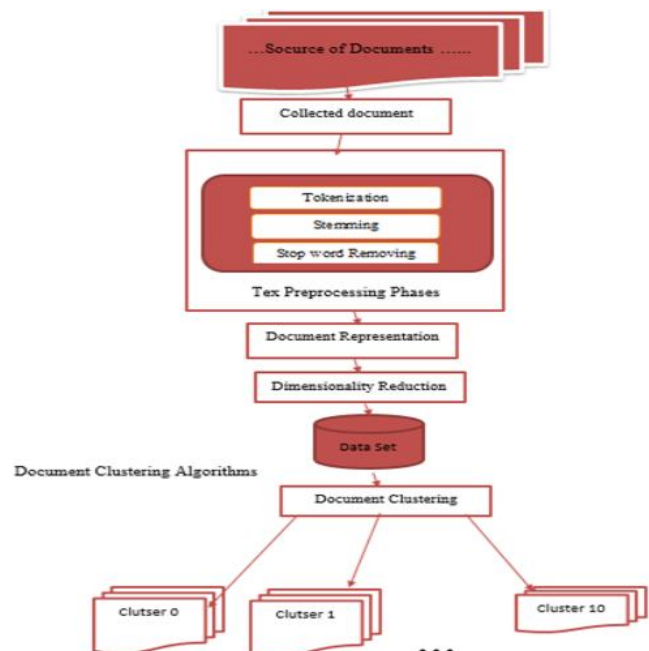 ...Socurce of Documents ......
Collected document
Tokenization
Stemming
Stop word Removing
Tex Preprocessing Phases
Document Representation
Dimensionality Reduction
Data Set
Document Clustering Algorithms
Document Clustering
Clutser 0
Clutser 1
Cluster 10
...